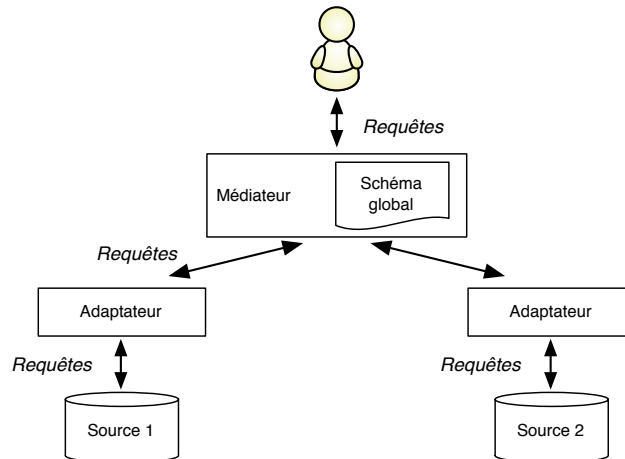 Requêtes
Médiateur
Schéma
global
Requêtes
Adaptateur
Adaptateur
Requêtes
Requêtes
Source 1
Source 2